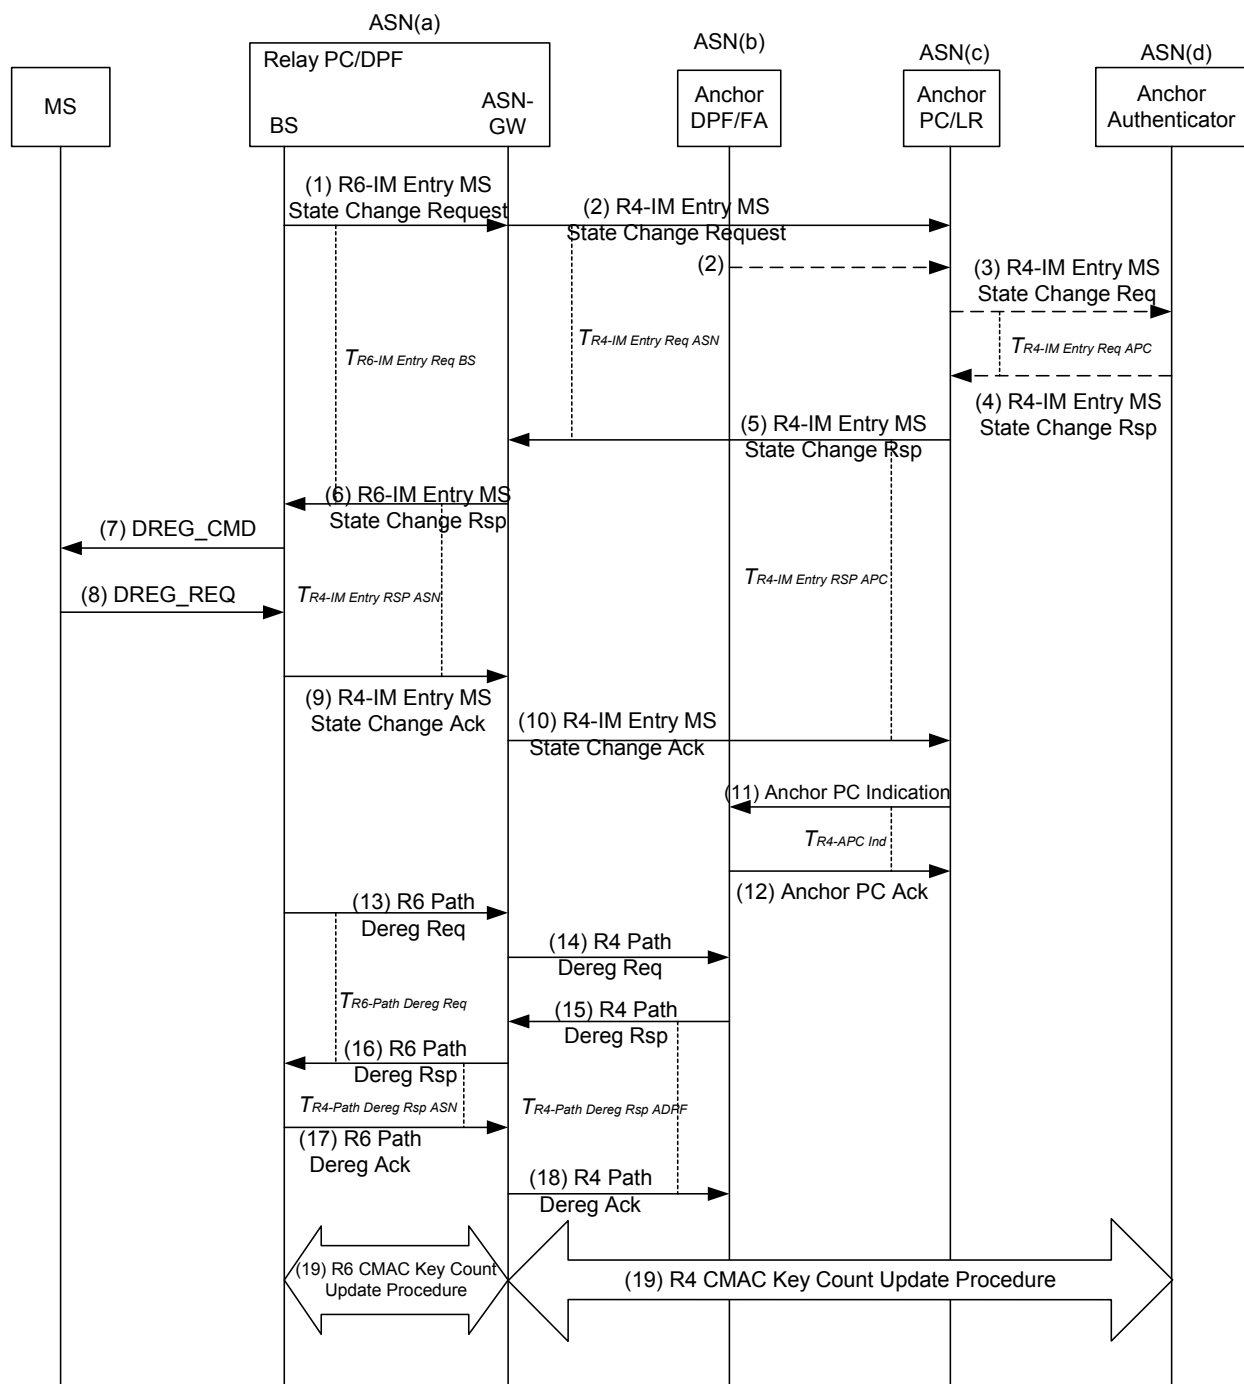 ASN(a)
ASN(b)
ASN(c)
ASN(d)
MS
Relay PC/DPF
BS
ASN-
GW
Anchor
DPF/FA
Anchor
PC/LR
Anchor
Authenticator
(1) R6-IM Entry MS
State Change Request
(2) R4-IM Entry MS
State Change Request
(2)
(3) R4-IM Entry MS
State Change Req
TR6-IM Entry Req BS
TR4-IM Entry Req ASN
TR4-IM Entry Req APC
(4) R4-IM Entry MS
State Change Rsp
(5) R4-IM Entry MS
State Change Rsp
(6) R6-IM Entry MS
State Change Rsp
(7) DREG_CMD
(8) DREG_REQ
TR4-IM Entry RSP ASN
TR4-IM Entry RSP APC
(9) R4-IM Entry MS
State Change Ack
(10) R4-IM Entry MS
State Change Ack
(11) Anchor PC Indication
TR4-APC Ind
(12) Anchor PC Ack
(13) R6 Path
Dereg Req
(14) R4 Path
Dereg Req
TR6-Path Dereg Req
(15) R4 Path
Dereg Rsp
(16) R6 Path
Dereg Rsp
TR4-Path Dereg Rsp ASN
TR4-Path Dereg Rsp ADPF
(17) R6 Path
Dereg Ack
(18) R4 Path
Dereg Ack
(19) R6 CMAC Key Count
Update Procedure
(19) R4 CMAC Key Count Update Procedure